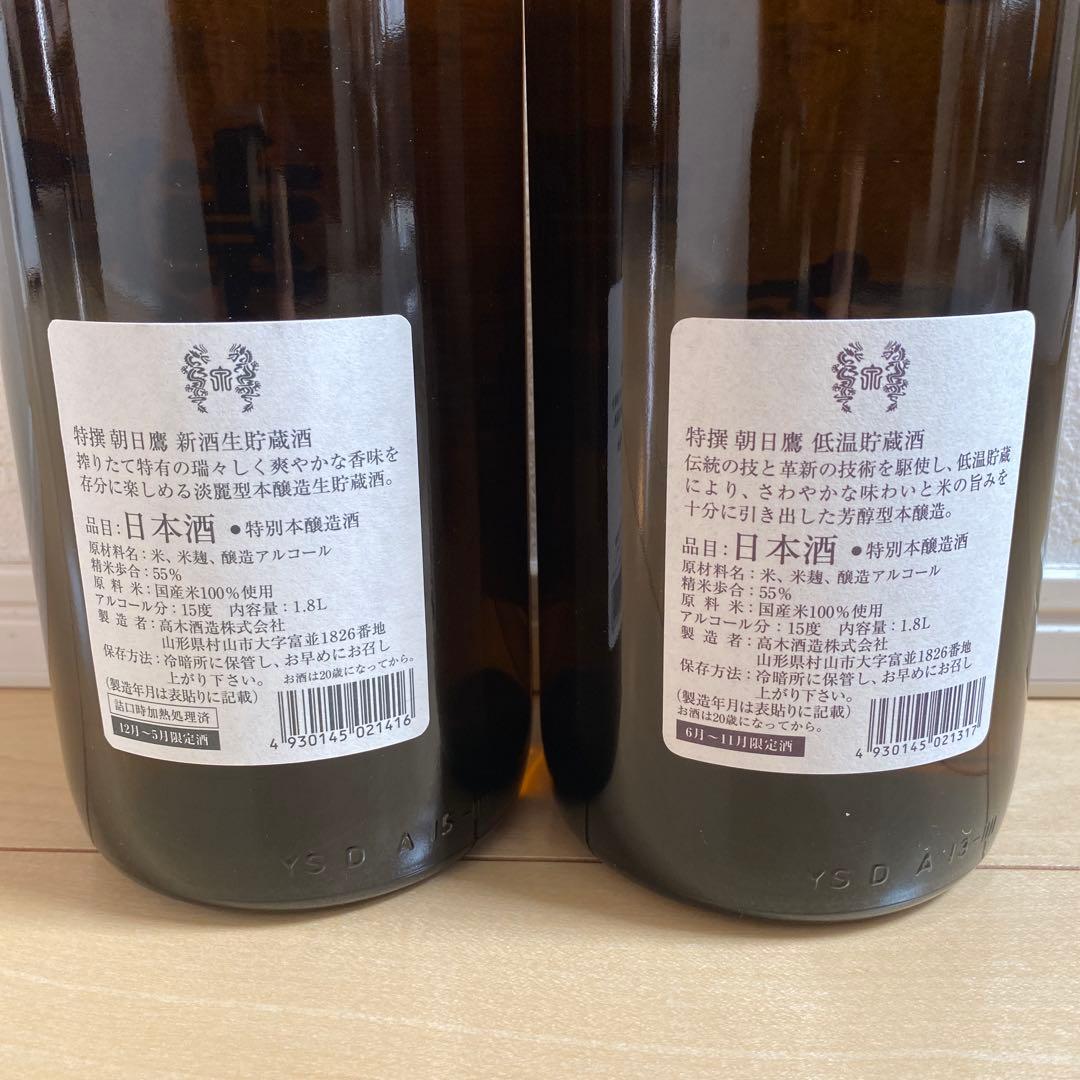 特撰 朝日鷹 新酒生貯蔵酒
搾りたて特有の瑞々しく爽やかな香味を
存分に楽しめる淡麗型本醸造生貯蔵酒。
品目:日本酒 ●特別本醸造酒
原材料名:米、米麹、醸造アルコール
精米歩合:55%
原料米:国産米100%使用
アルコール分:15度 内容量:1.8L
製造者:高木酒造株式会社
山形県村山市大字富並1826番地
保存方法:冷暗所に保管し、お早めにお召し
上がり下さい。 お酒は20歳になってから。
(製造年月は表貼りに記載)
詰口時加熱処理済
12月~5月限定酒
4 930145 021416
YS D A 15-
特撰 朝日鷹 低温貯蔵酒
伝統の技と革新の技術を駆使し、低温貯蔵
により、さわやかな味わいと米の旨みを
十分に引き出した芳醇型本醸造。
品目:日本酒 ●特別本醸造酒
原材料名:米、米麹、醸造アルコール
精米歩合:55%
原料米:国産米100%使用
アルコール分:15度 内容量:1.8L
製造者:高木酒造株式会社
山形県村山市大字富並1826番地
保存方法:冷暗所に保管し、お早めにお召し
上がり下さい。
(製造年月は表貼りに記載)
お酒は20歳になってから。
6月~11月限定酒
4 930145 021317
YS D A 13-